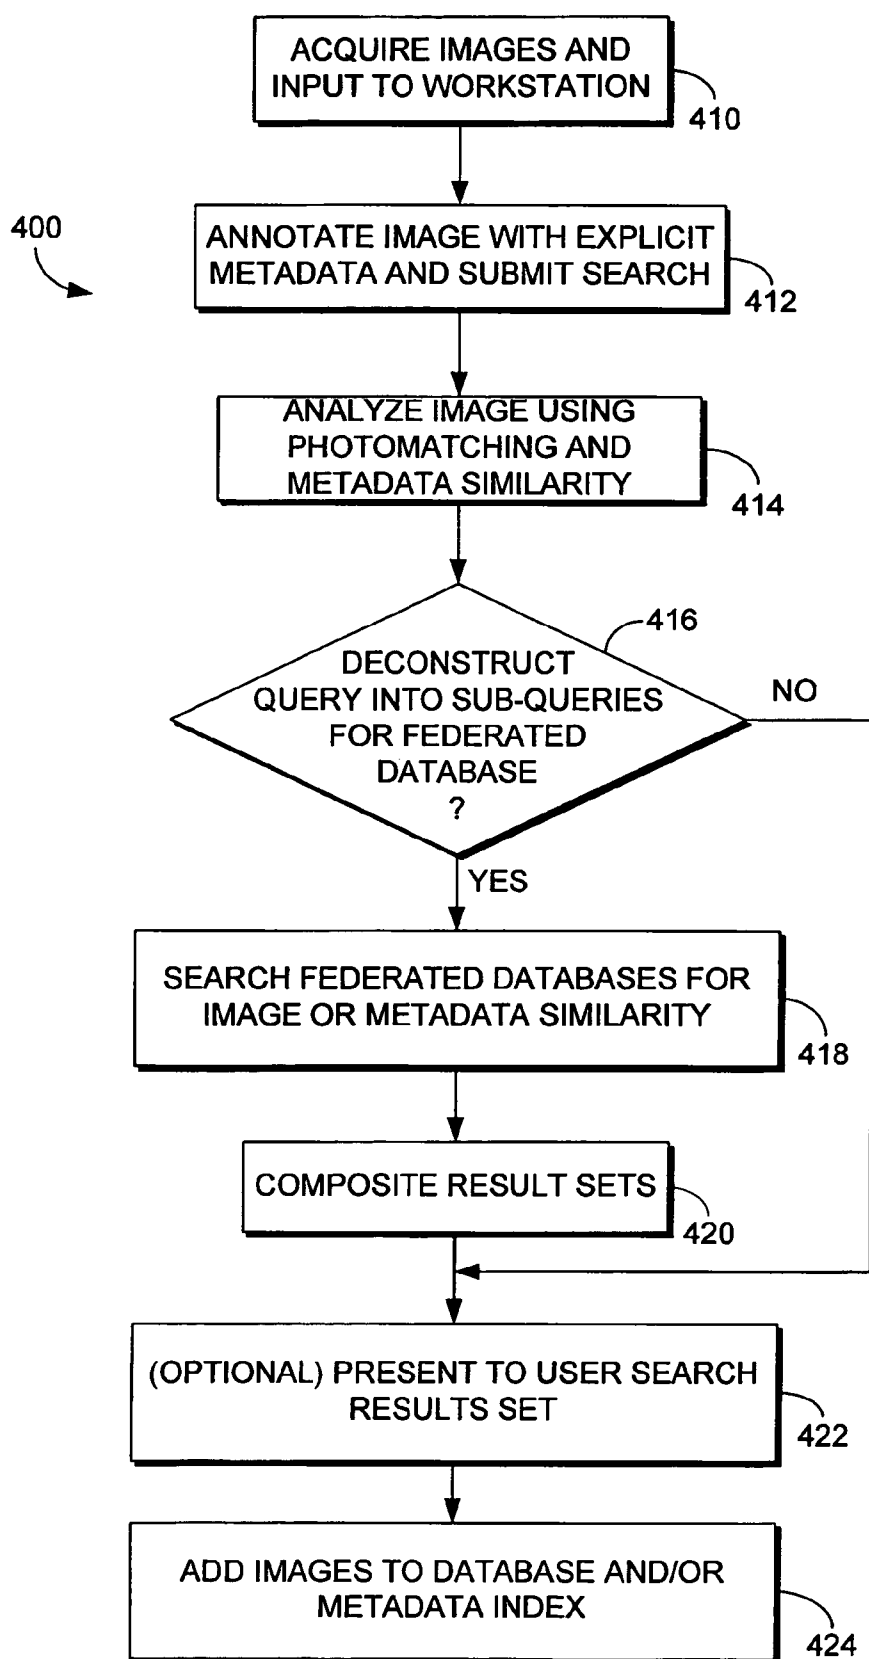 ACQUIRE IMAGES AND
INPUT TO WORKSTATION
410
400
ANNOTATE IMAGE WITH EXPLICIT
METADATA AND SUBMIT SEARCH
412
ANALYZE IMAGE USING
PHOTOMATCHING AND
METADATA SIMILARITY
414
416
DECONSTRUCT
QUERY INTO SUB-QUERIES
FOR FEDERATED
DATABASE
?
NO
YES
SEARCH FEDERATED DATABASES FOR
IMAGE OR METADATA SIMILARITY
418
COMPOSITE RESULT SETS
420
(OPTIONAL) PRESENT TO USER SEARCH
RESULTS SET
422
ADD IMAGES TO DATABASE AND/OR
METADATA INDEX
424